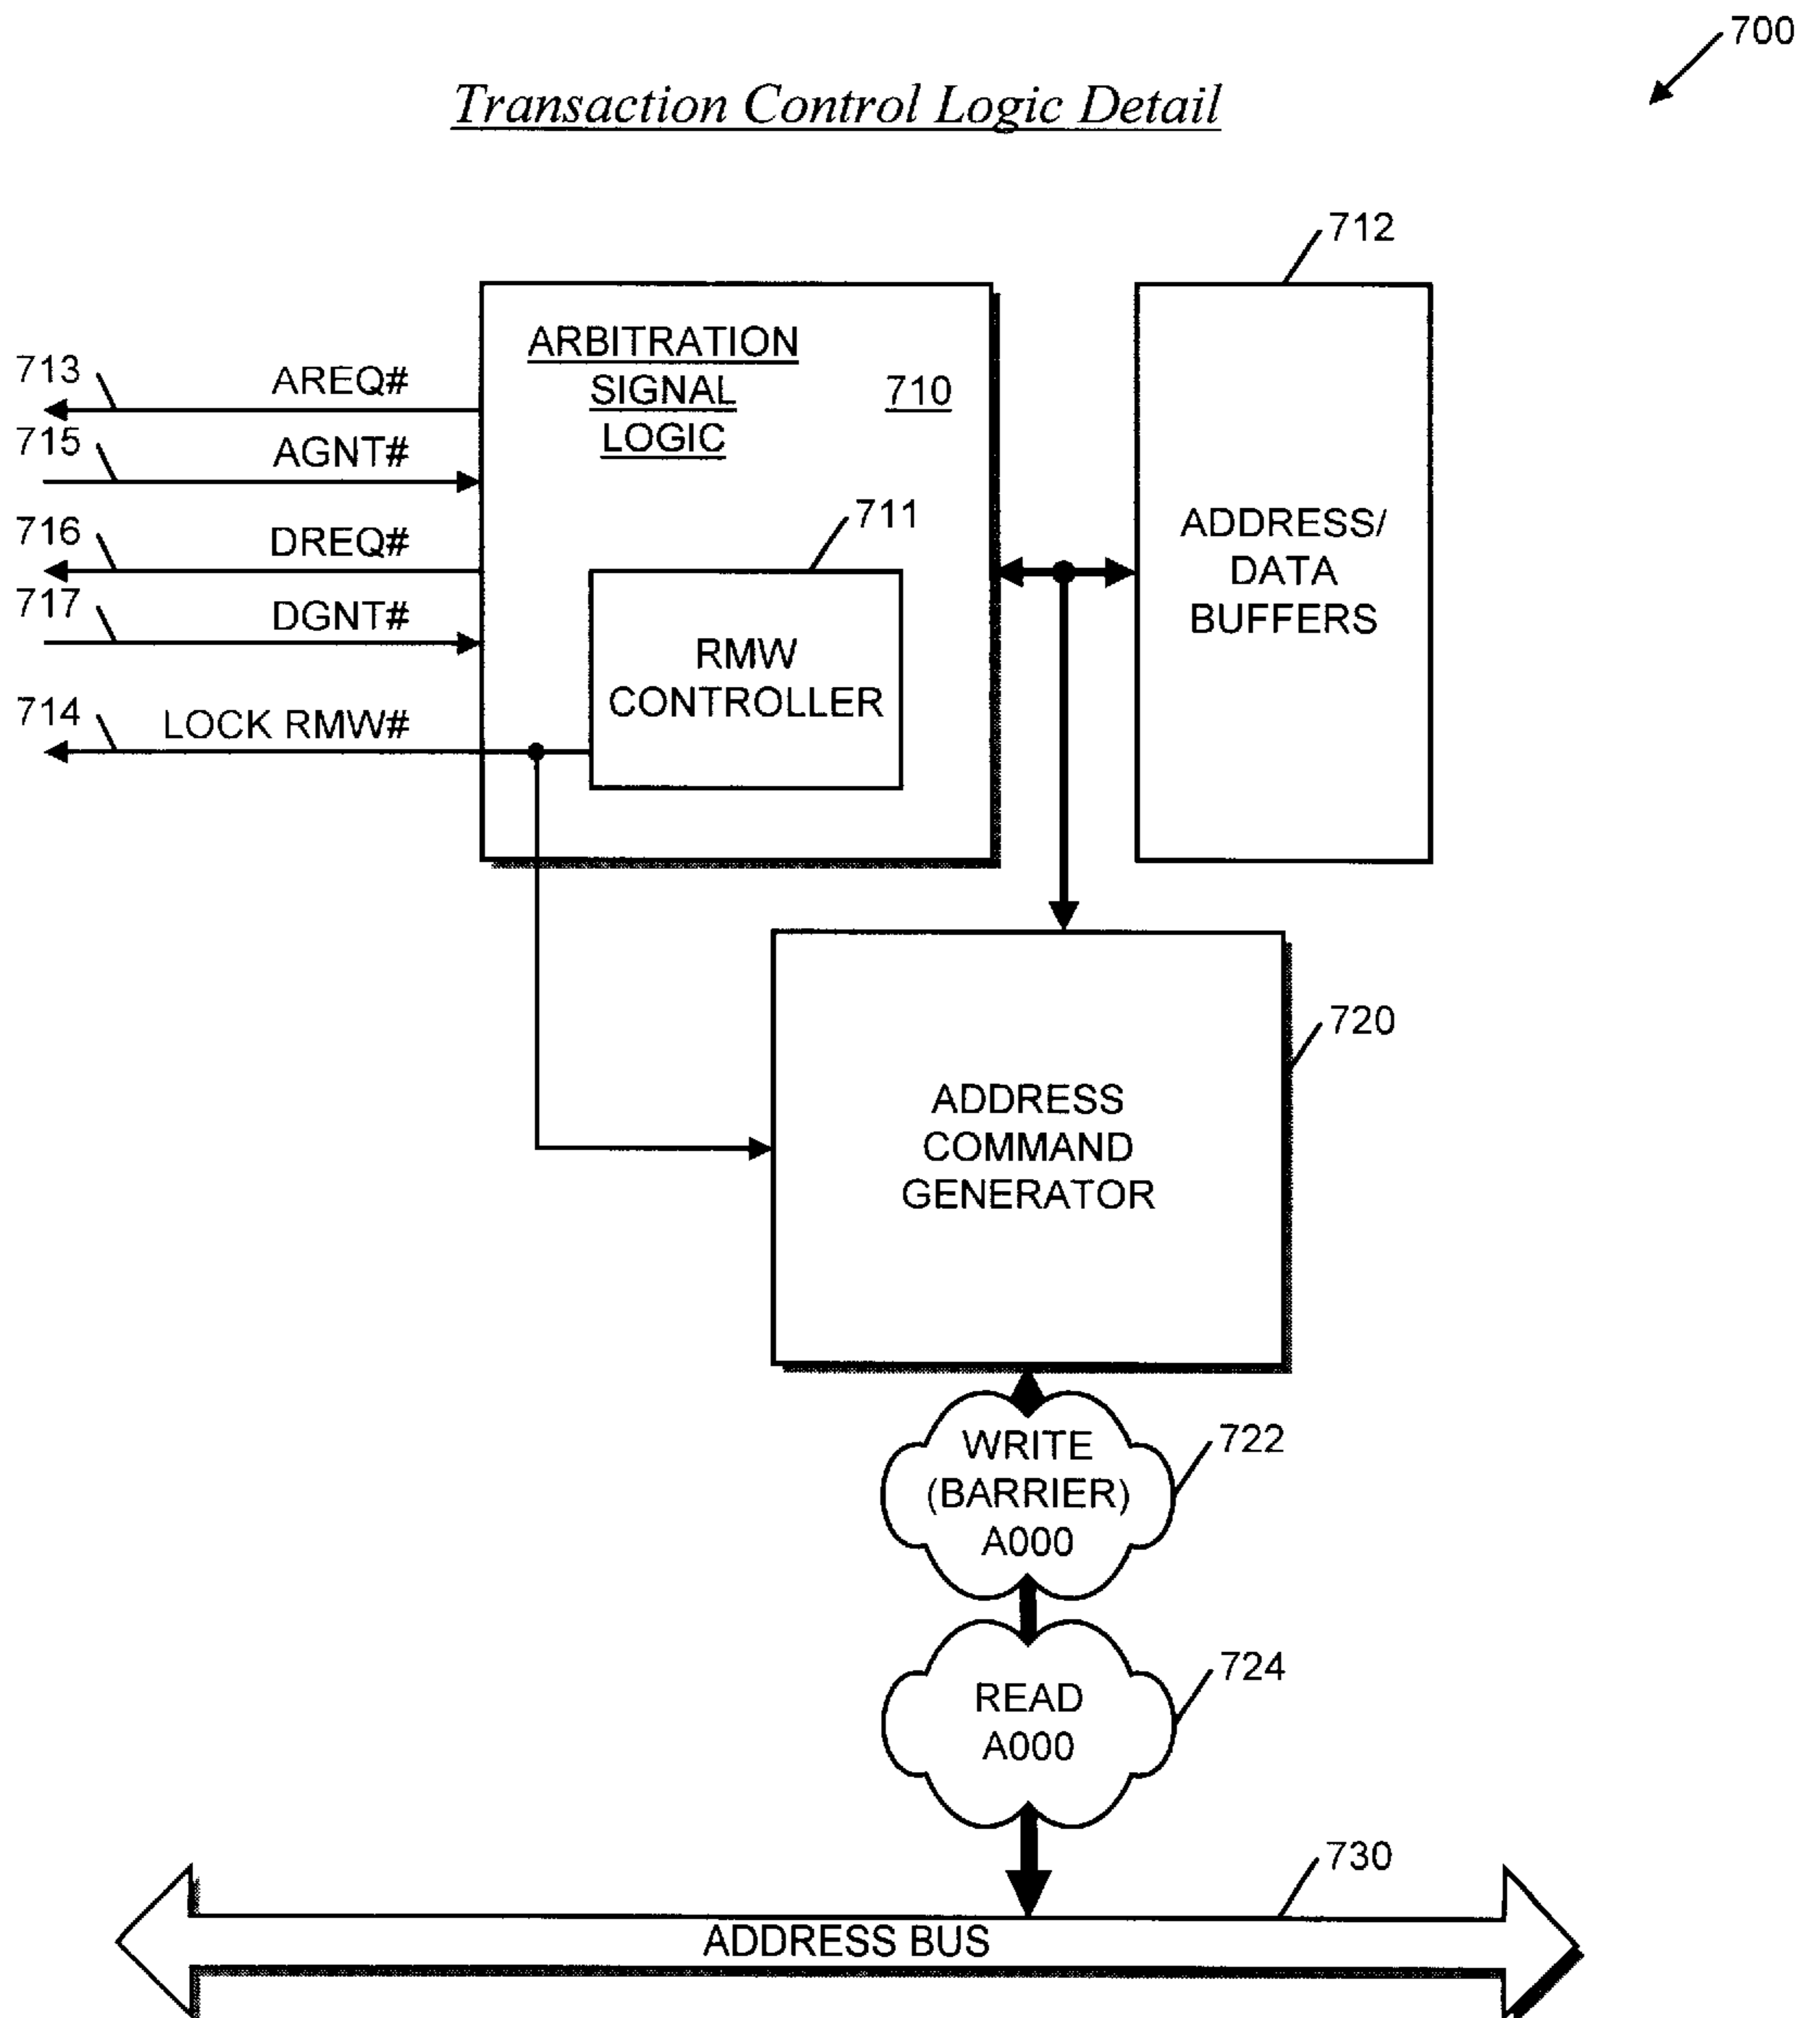 700
Transaction Control Logic Detail
712
ARBITRATION
SIGNAL
LOGIC
710
713
AREQ#
715
AGNT#
711
716
DREQ#
717
DGNT#
714
LOCK RMW#
RMW
CONTROLLER
ADDRESS/
DATA
BUFFERS
720
ADDRESS
COMMAND
GENERATOR
722
WRITE
(BARRIER)
A000
724
READ
A000
730
ADDRESS BUS